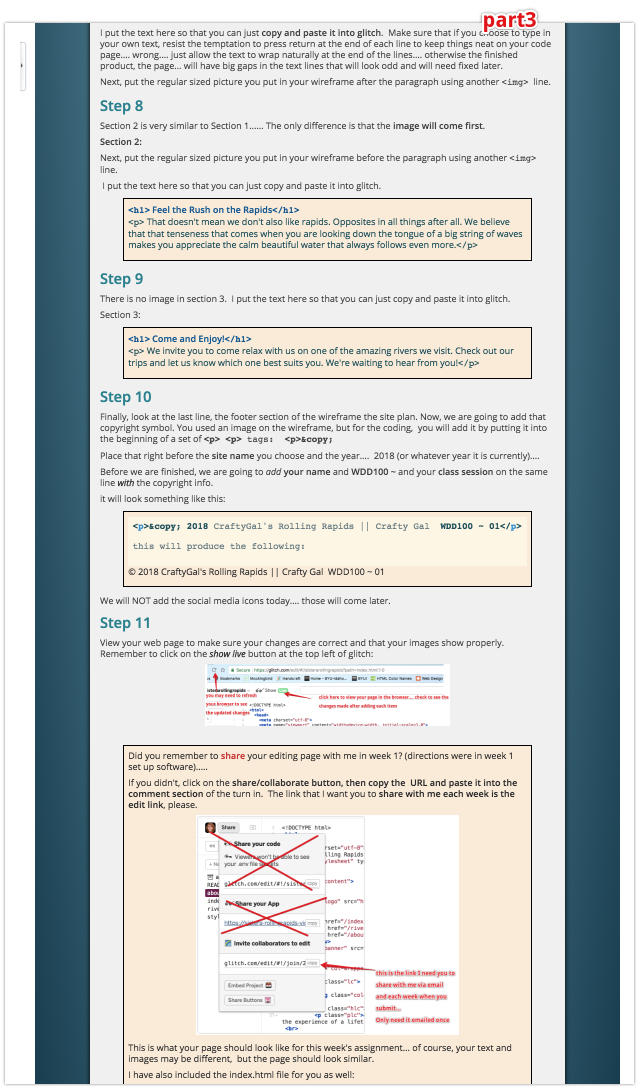 part3
I put the text here so that you can just copy and paste it into glitch. Make sure that if you choose to type in
your own text, resist the temptation to press return at the end of each line to keep things neat on your code
page.... wrong.... just allow the text to wrap naturally at the end of the lines.... otherwise the finished
product, the page... will have big gaps in the text lines that will look odd and will need fixed later.
Next, put the regular sized picture you put in your wireframe after the paragraph using another <img> line.
Step 8
Section 2 is very similar to Section 1...... The only difference is that the image will come first.
Section 2:
Next, put the regular sized picture you put in your wireframe before the paragraph using another <img>
line.
I put the text here so that you can just copy and paste it into glitch.
<h1> Feel the Rush on the Rapids</h1>
<p> That doesn't mean we don't also like rapids. Opposites in all things after all. We believe
that that tenseness that comes when you are looking down the tongue of a big string of waves
makes you appreciate the calm beautiful water that always follows even more.</p>
Step 9
There is no image in section 3. I put the text here so that you can just copy and paste it into glitch.
Section 3:
<h1> Come and Enjoy!</h1>
<p> We invite you to come relax with us on one of the amazing rivers we visit. Check out our
trips and let us know which one best suits you. We're waiting to hear from you!</p>
Step 10
Finally, look at the last line, the footer section of the wireframe the site plan. Now, we are going to add that
copyright symbol. You used an image on the wireframe, but for the coding, you will add it by putting it into
the beginning of a set of <p> <p> tags: <p>&copy;
Place that right before the site name you choose and the year.... 2018 (or whatever year it is currently)....
Before we are finished, we are going to add your name and WDD100 ~ and your class session on the same
line with the copyright info.
it will look something like this:
<p>&copy; 2018 CraftyGal's Rolling Rapids || Crafty Gal WDD100 ~ 01</p>
this will produce the following:
© 2018 CraftyGal's Rolling Rapids || Crafty Gal WDD100 ~ 01
We will NOT add the social media icons today.... those will come later.
Step 11
View your web page to make sure your changes are correct and that your images show properly.
Remember to click on the show live button at the top left of glitch:
Secure
Bookmarks Mockingbird Handcraft BYU-Idaho... BYUI HTML Color Names Web Design
Show
you may need to refresh
your browser to see
the updated changes
click here to view your page in the browser... check to see the
changes made after adding each item
<!DOCTYPE html>
<html>
<head>
Did you remember to share your editing page with me in week 1? (directions were in week 1
set up software).....
If you didn't, click on the share/collaborate button, then copy the URL and paste it into the
comment section of the turn in. The link that I want you to share with me each week is the
edit link, please.
Share
<!DOCTYPE html>
Share your code
Viewers won't be able to see
your .env file secrets
glitch.com/edit/#!/sister copy
Share your App
copy
Invite collaborators to edit
glitch.com/edit/#!/join/2 copy
Embed Project
Share Buttons
this is the link I need you to
share with me via email
and each week when you
submit...
Only need it emailed once
class="lc">
class="hlc">
<p class="plc">
the experience of a lifet
<br>
This is what your page should look like for this week's assignment... of course, your text and
images may be different, but the page should look similar.
I have also included the index.html file for you as well: